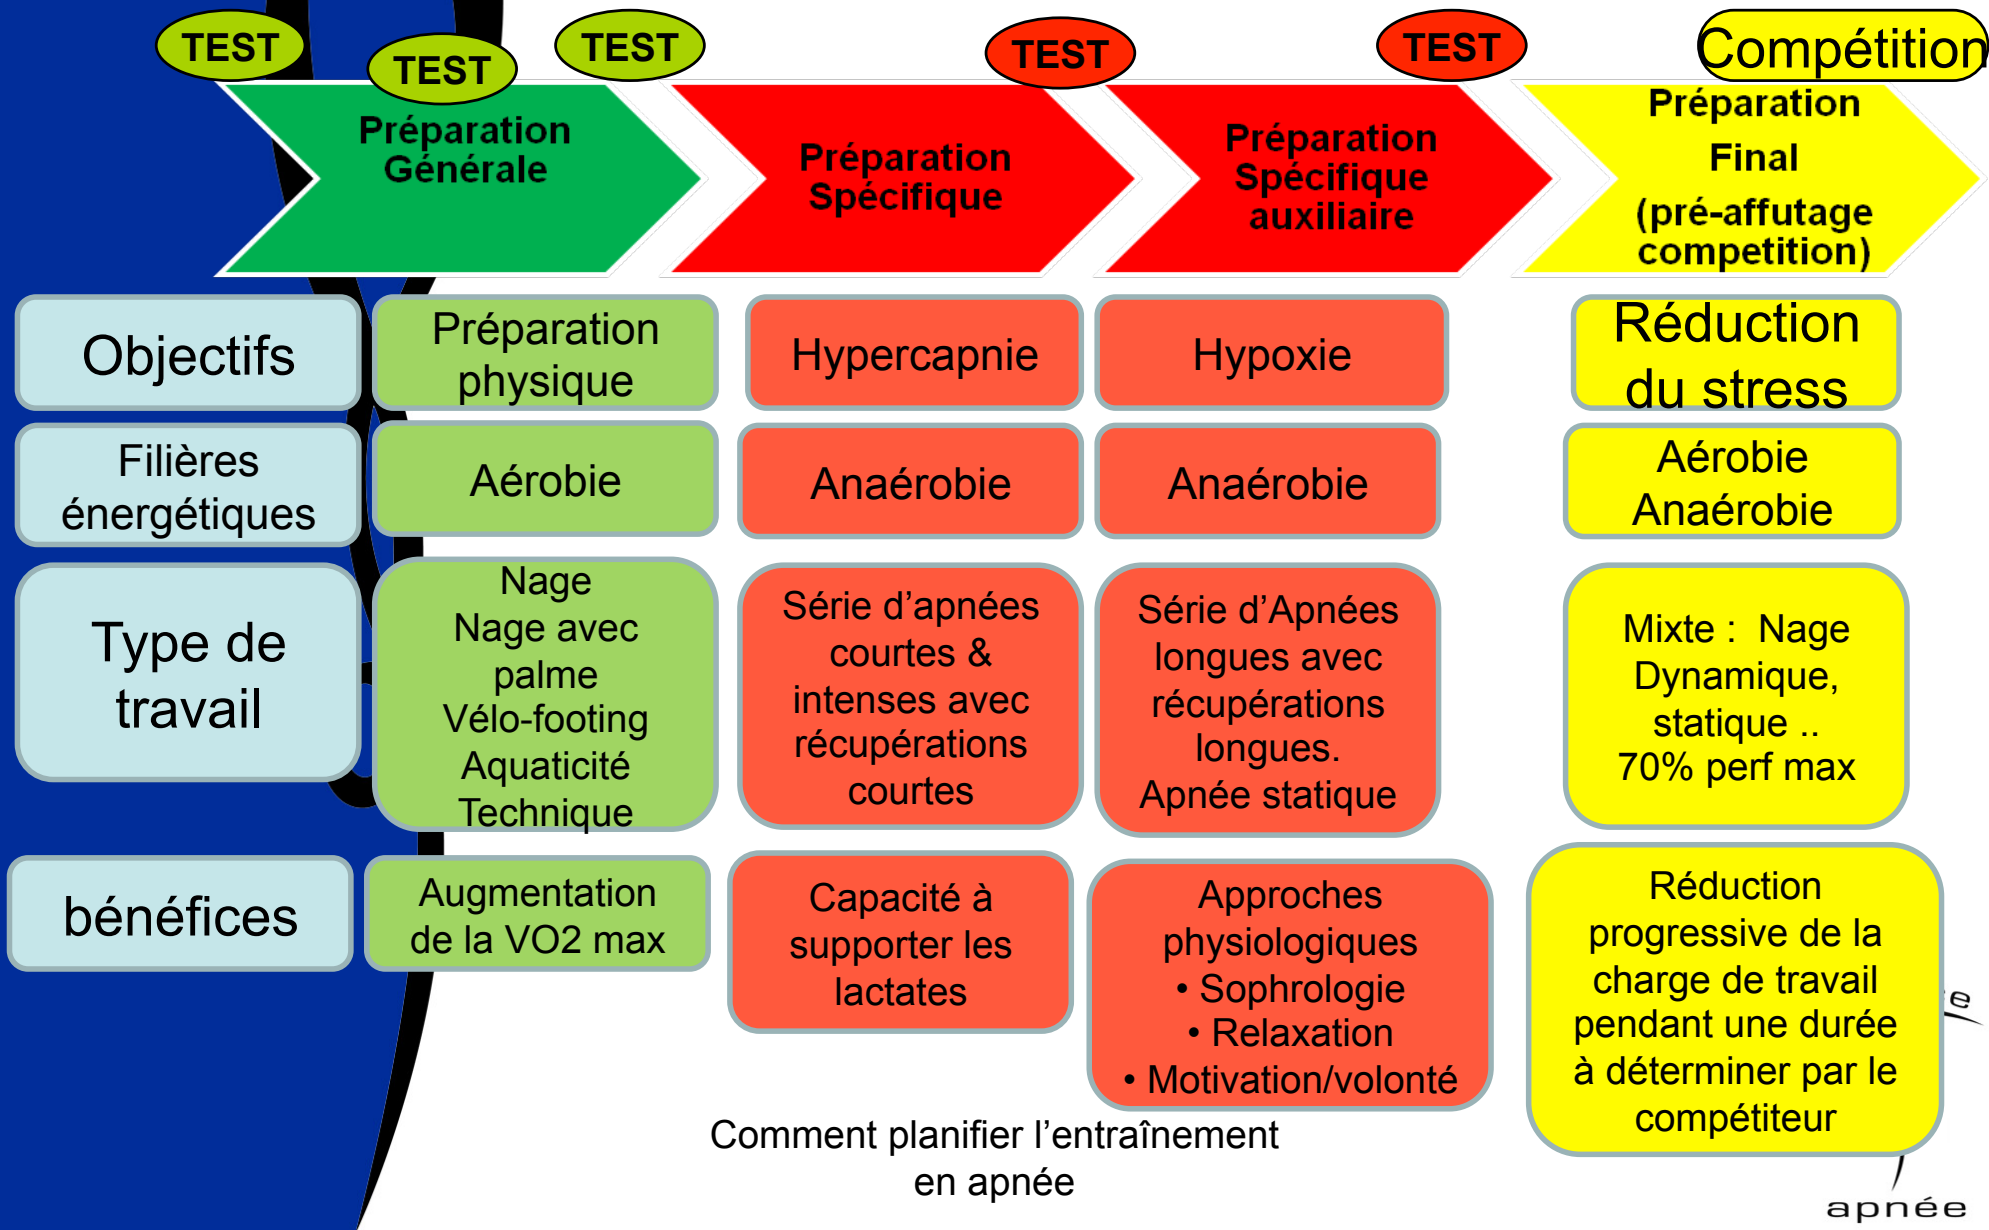 TEST
TEST
TEST
TEST
TEST
Compétition
Préparation
Générale
Préparation
Spécifique
Préparation
Spécifique
auxiliaire
Préparation
Final
(pré-affutage
competition)
Objectifs
Préparation
physique
Hypercapnie
Hypoxie
Réduction
du stress
Filières
énergétiques
Aérobie
Anaérobie
Anaérobie
Aérobie
Anaérobie
Type de
travail
Nage
Nage avec
palme
Vélo-footing
Aquaticité
Technique
Série d’apnées
courtes &
intenses avec
récupérations
courtes
Série d’Apnées
longues avec
récupérations
longues.
Apnée statique
Mixte :  Nage
Dynamique,
statique ..
70% perf max
bénéfices
Augmentation
de la VO2 max
Capacité à
supporter les
lactates
Approches
physiologiques
• Sophrologie
• Relaxation
• Motivation/volonté
Réduction
progressive de la
charge de travail
pendant une durée
à déterminer par le
compétiteur
Comment planifier l’entraînement
en apnée
apnée